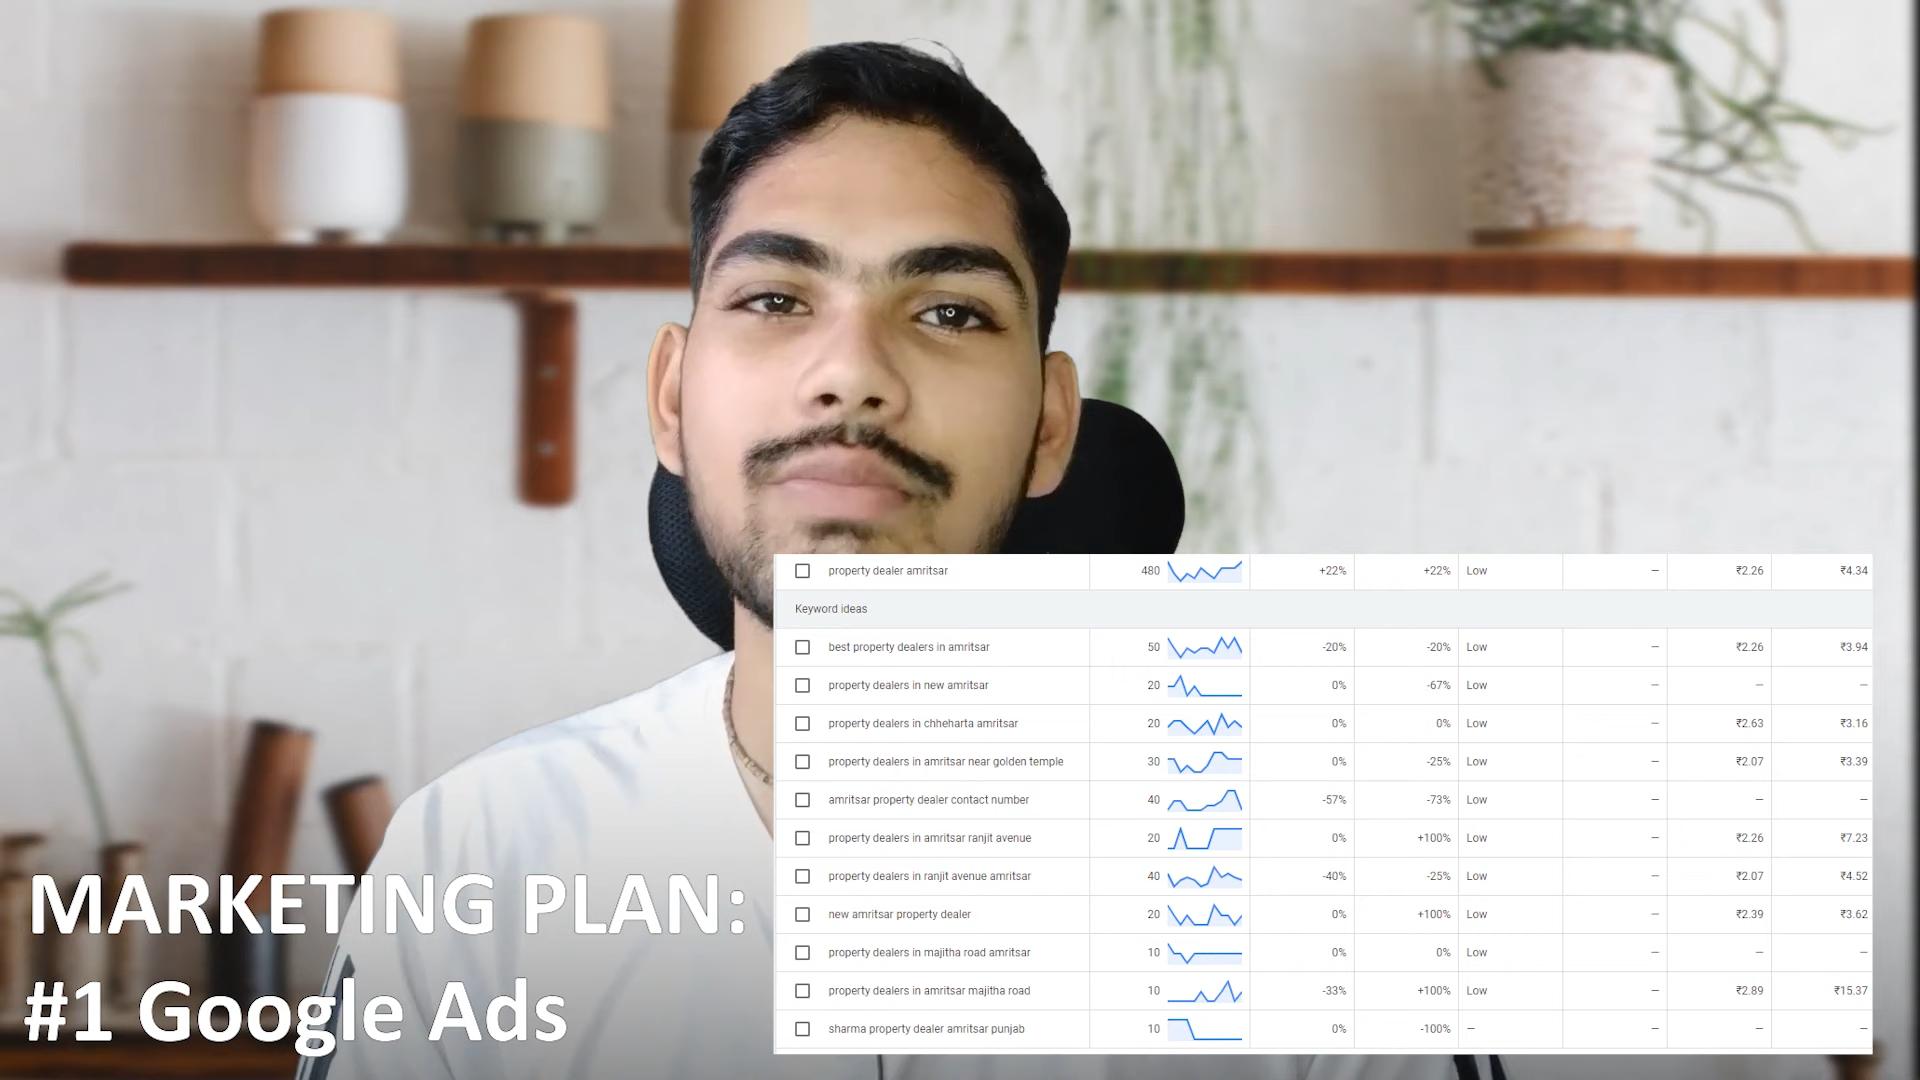 property dealer amritsar 480 +22% +22% Low – ₹2.26 ₹4.34
Keyword ideas
best property dealers in amritsar 50 -20% -20% Low – ₹2.26 ₹3.94
property dealers in new amritsar 20 0% -67% Low – – –
property dealers in chheharta amritsar 20 0% 0% Low – ₹2.63 ₹3.16
property dealers in amritsar near golden temple 30 0% -25% Low – ₹2.07 ₹3.39
amritsar property dealer contact number 40 -57% -73% Low – – –
property dealers in amritsar ranjit avenue 20 0% +100% Low – ₹2.26 ₹7.23
property dealers in ranjit avenue amritsar 40 -40% -25% Low – ₹2.07 ₹4.52
new amritsar property dealer 20 0% +100% Low – ₹2.39 ₹3.62
property dealers in majitha road amritsar 10 0% 0% Low – – –
property dealers in amritsar majitha road 10 -33% +100% Low – ₹2.89 ₹15.37
sharma property dealer amritsar punjab 10 0% -100% – – – –
MARKETING PLAN:
#1 Google Ads